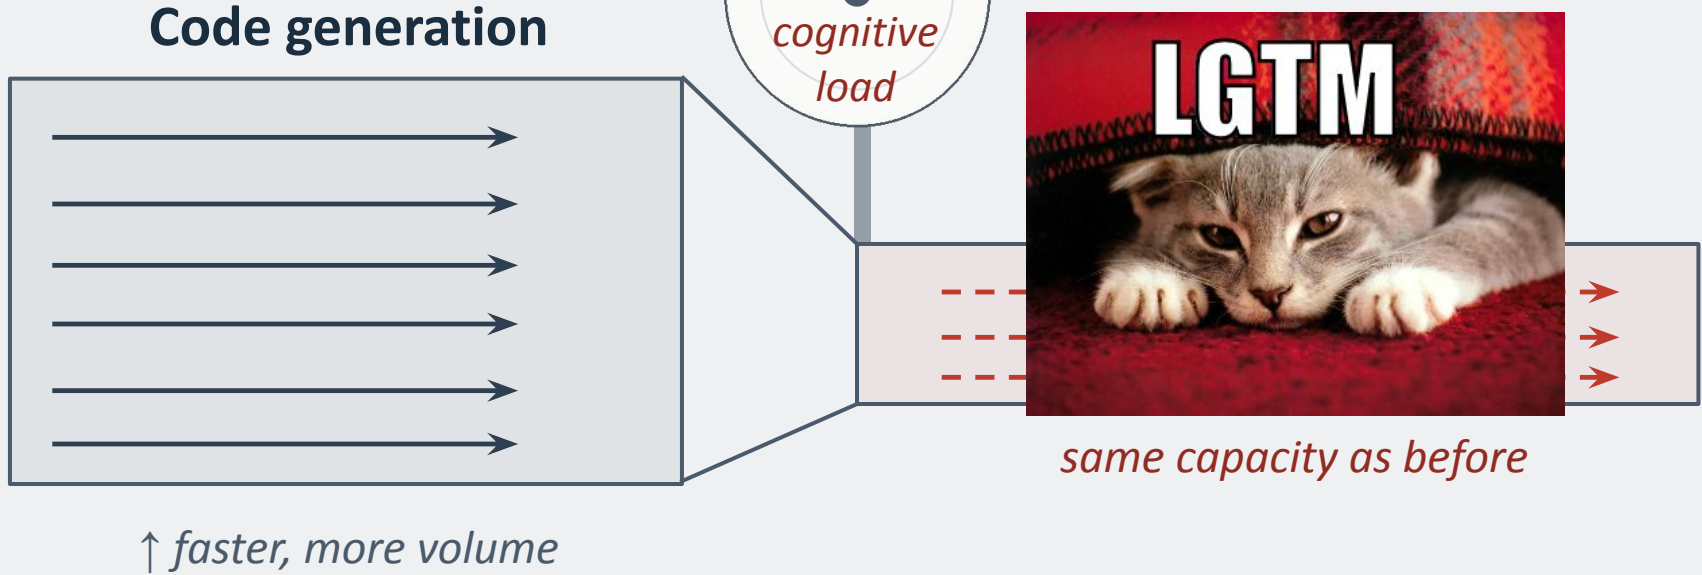 Code generation
cognitive
load
LGTM
same capacity as before
↑ faster, more volume